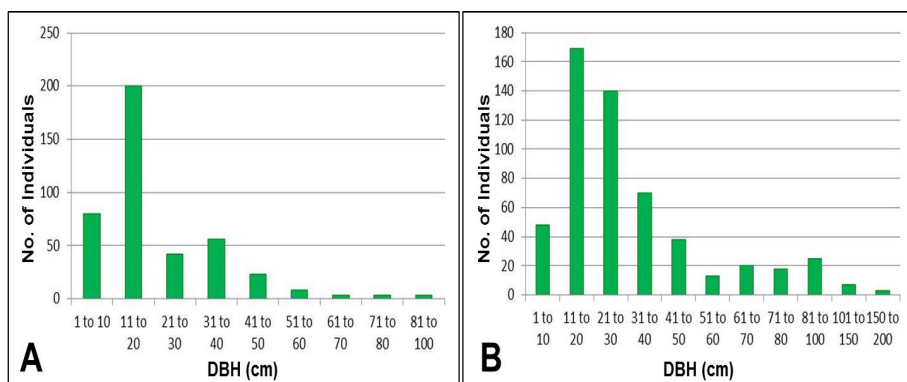 250
200
150
100
50
0
No. of Individuals
1 to 10 11 to 21 to 31 to 41 to 51 to 61 to 71 to 81 to
20 30 40 50 60 70 80 100
DBH (cm)
A
180
160
140
120
100
80
60
40
20
0
No. of Individuals
1 to 11 to 21 to 31 to 41 to 51 to 61 to 71 to 81 to 101 to 150 to
10 20 30 40 50 60 70 80 100 150 200
DBH (cm)
B